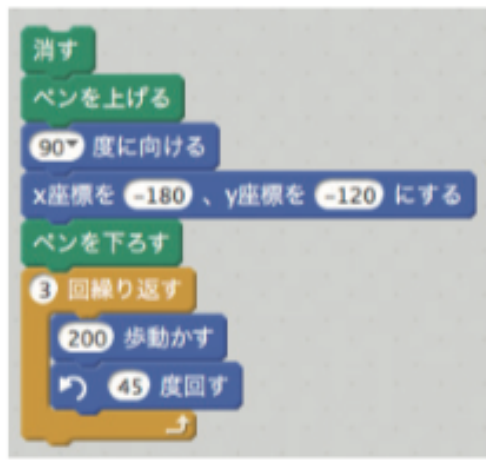 消す
ペンを上げる
90 度に向ける
x座標を -180 、y座標を -120 にする
ペンを下ろす
3 回繰り返す
200 歩動かす
45 度回す